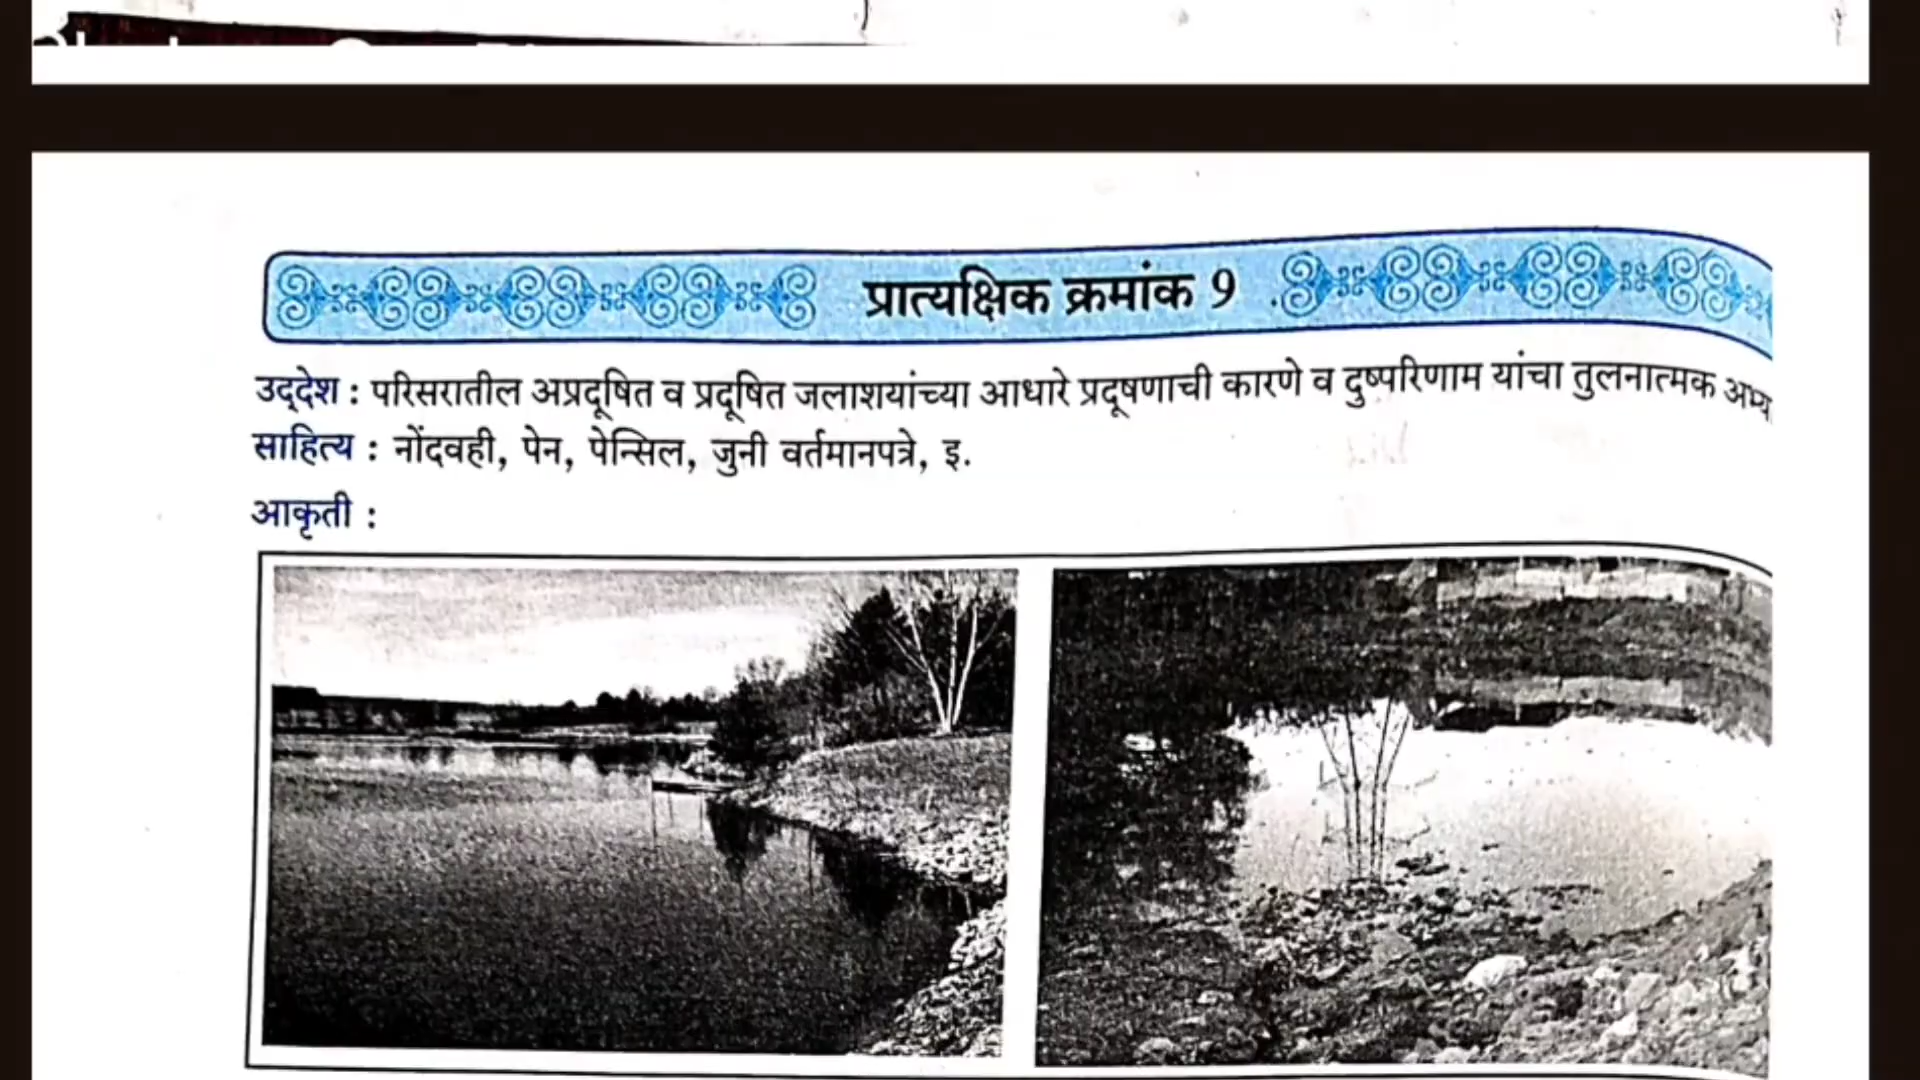 प्रात्यक्षिक क्रमांक 9
उद्देश : परिसरातील अप्रदूषित व प्रदूषित जलाशयांच्या आधारे प्रदूषणाची कारणे व दुष्परिणाम यांचा तुलनात्मक
साहित्य : नोंदवही, पेन, पेन्सिल, जुनी वर्तमानपत्रे, इ.
आकृती :